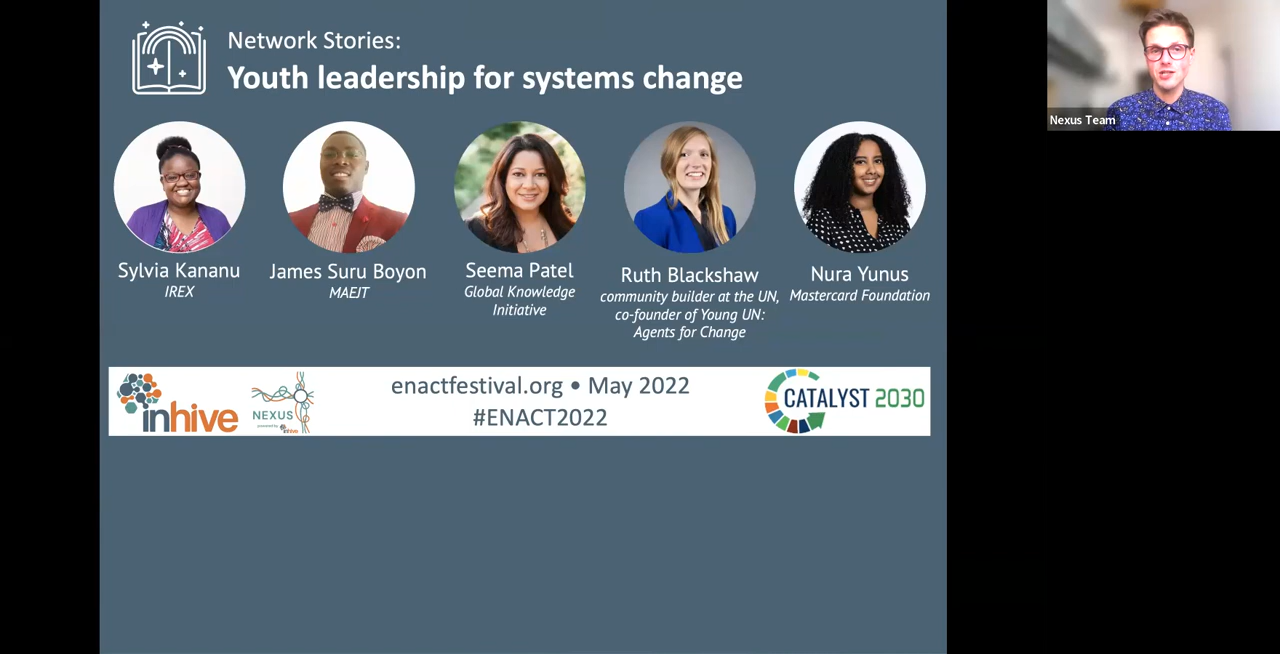 Network Stories:
Youth leadership for systems change
Nexus Team
Sylvia Kananu
IREX
James Suru Boyon
MAEJT
Seema Patel
Global Knowledge
Initiative
Ruth Blackshaw
community builder at the UN,
co-founder of Young UN:
Agents for Change
Nura Yunus
Mastercard Foundation
inhive
NEXUS
powered by
enactfestival.org • May 2022
#ENACT2022
CATALYST 2030